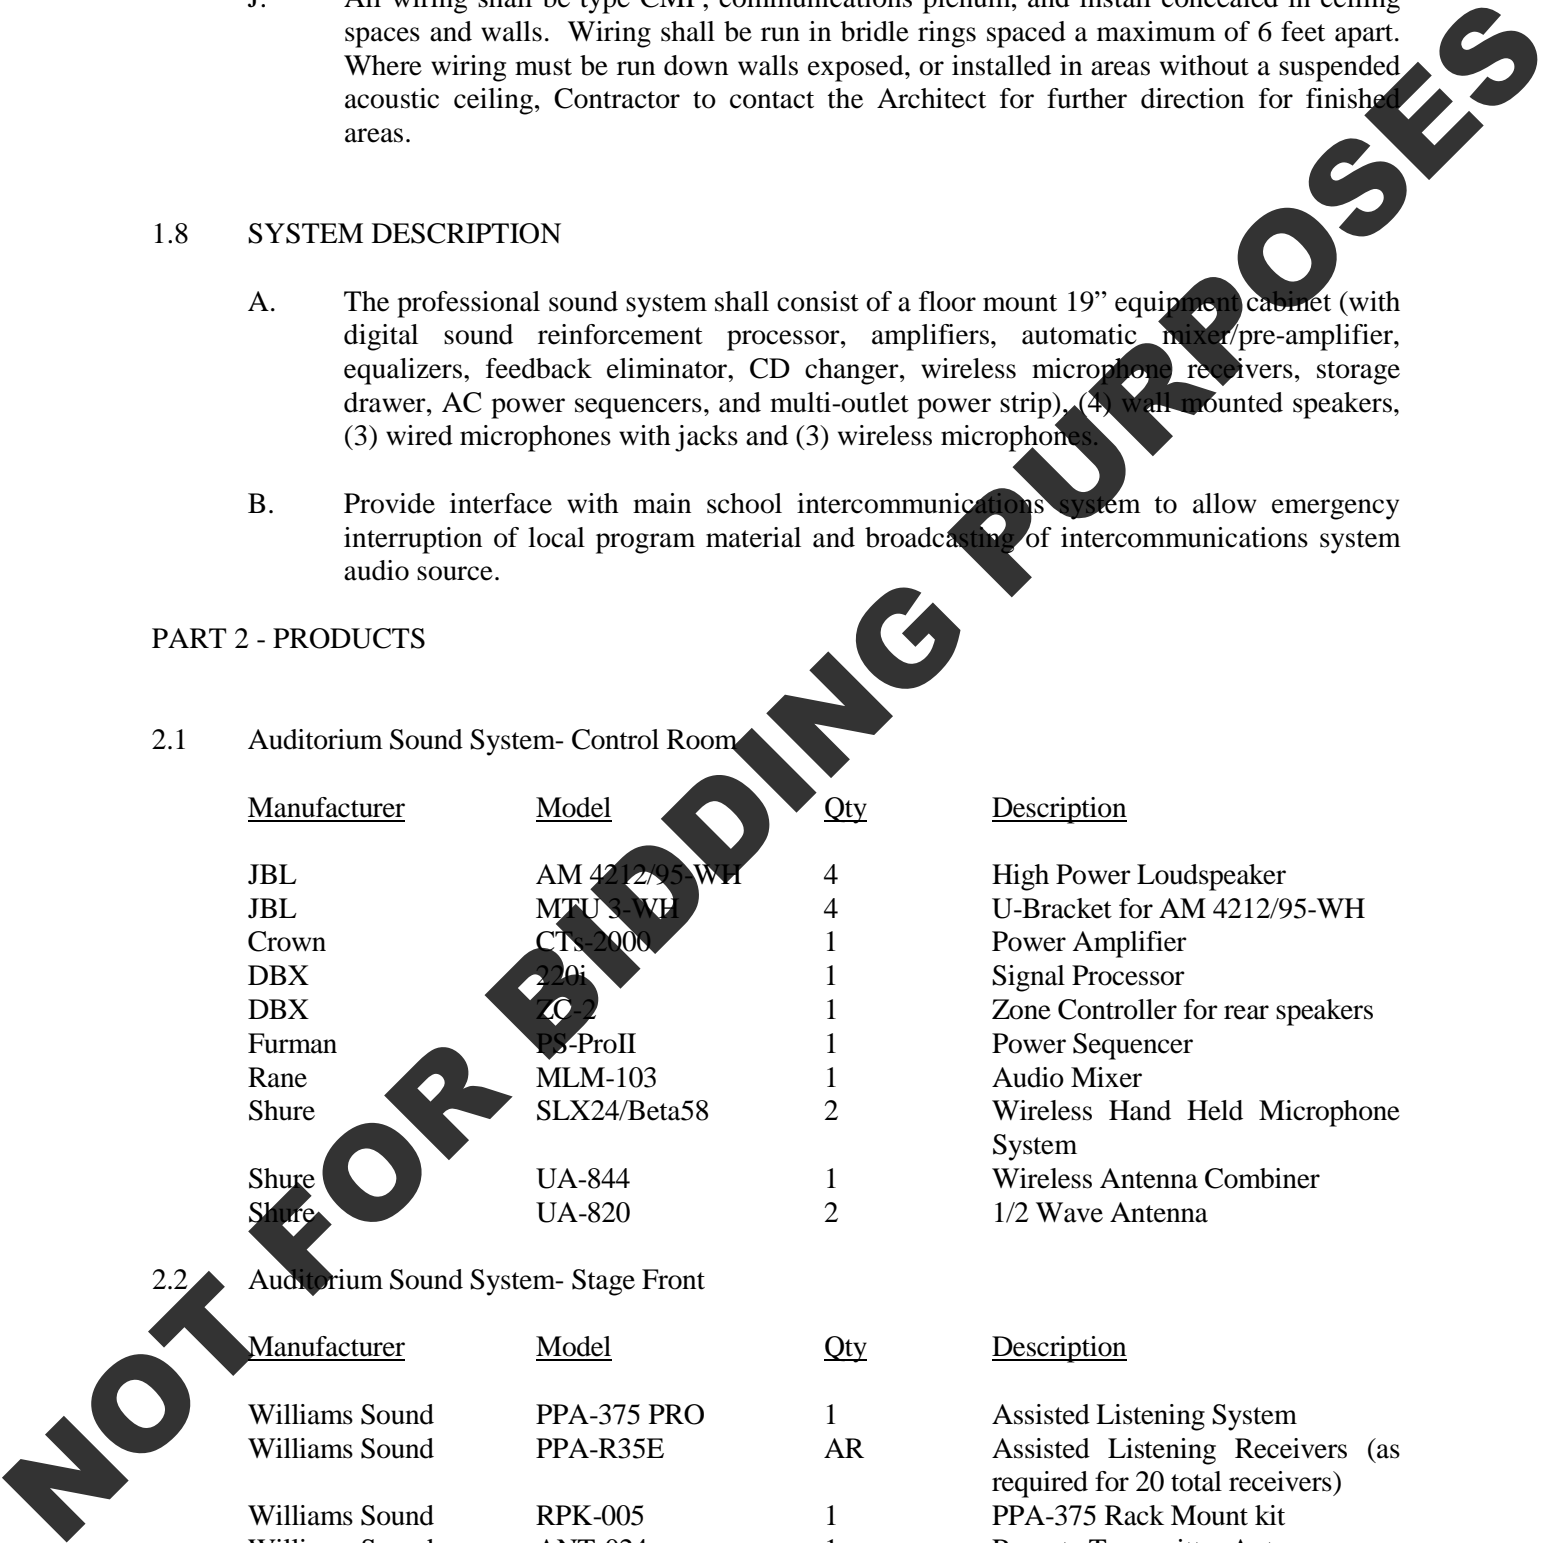 J. All wiring shall be type CMP, communications plenum, and install concealed in ceiling
spaces and walls. Wiring shall be run in bridle rings spaced a maximum of 6 feet apart.
Where wiring must be run down walls exposed, or installed in areas without a suspended
acoustic ceiling, Contractor to contact the Architect for further direction for finished
areas.
1.8 SYSTEM DESCRIPTION
A. The professional sound system shall consist of a floor mount 19” equipment cabinet (with
digital sound reinforcement processor, amplifiers, automatic mixer/pre-amplifier,
equalizers, feedback eliminator, CD changer, wireless microphone receivers, storage
drawer, AC power sequencers, and multi-outlet power strip), (4) wall mounted speakers,
(3) wired microphones with jacks and (3) wireless microphones.
B. Provide interface with main school intercommunications system to allow emergency
interruption of local program material and broadcasting of intercommunications system
audio source.
PART 2 - PRODUCTS
2.1 Auditorium Sound System- Control Room
Manufacturer Model Qty Description
JBL AM 4212/95-WH 4 High Power Loudspeaker
JBL MTU 3-WH 4 U-Bracket for AM 4212/95-WH
Crown CTs-2000 1 Power Amplifier
DBX 220i 1 Signal Processor
DBX ZC-2 1 Zone Controller for rear speakers
Furman PS-ProII 1 Power Sequencer
Rane MLM-103 1 Audio Mixer
Shure SLX24/Beta58 2 Wireless Hand Held Microphone
System
Shure UA-844 1 Wireless Antenna Combiner
Shure UA-820 2 1/2 Wave Antenna
2.2 Auditorium Sound System- Stage Front
Manufacturer Model Qty Description
Williams Sound PPA-375 PRO 1 Assisted Listening System
Williams Sound PPA-R35E AR Assisted Listening Receivers (as
required for 20 total receivers)
Williams Sound RPK-005 1 PPA-375 Rack Mount kit
Williams Sound ANT-024 1
NOT FOR BIDDING PURPOSES